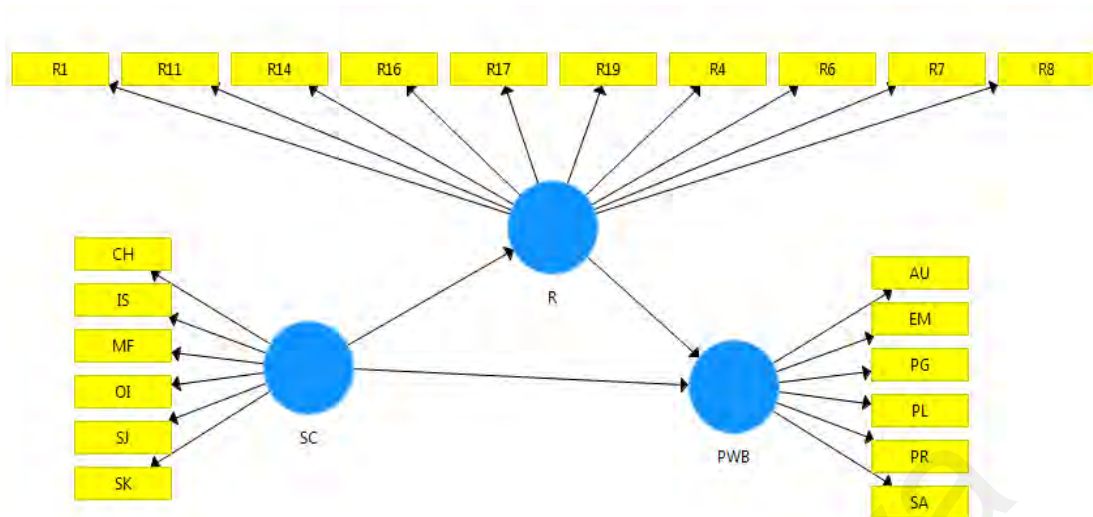 R1 R11 R14 R16 R17 R19 R4 R6 R7 R8
R
CH
IS
MF
OI
SJ
SK
SC
AU
EM
PG
PL
PR
SA
PWB